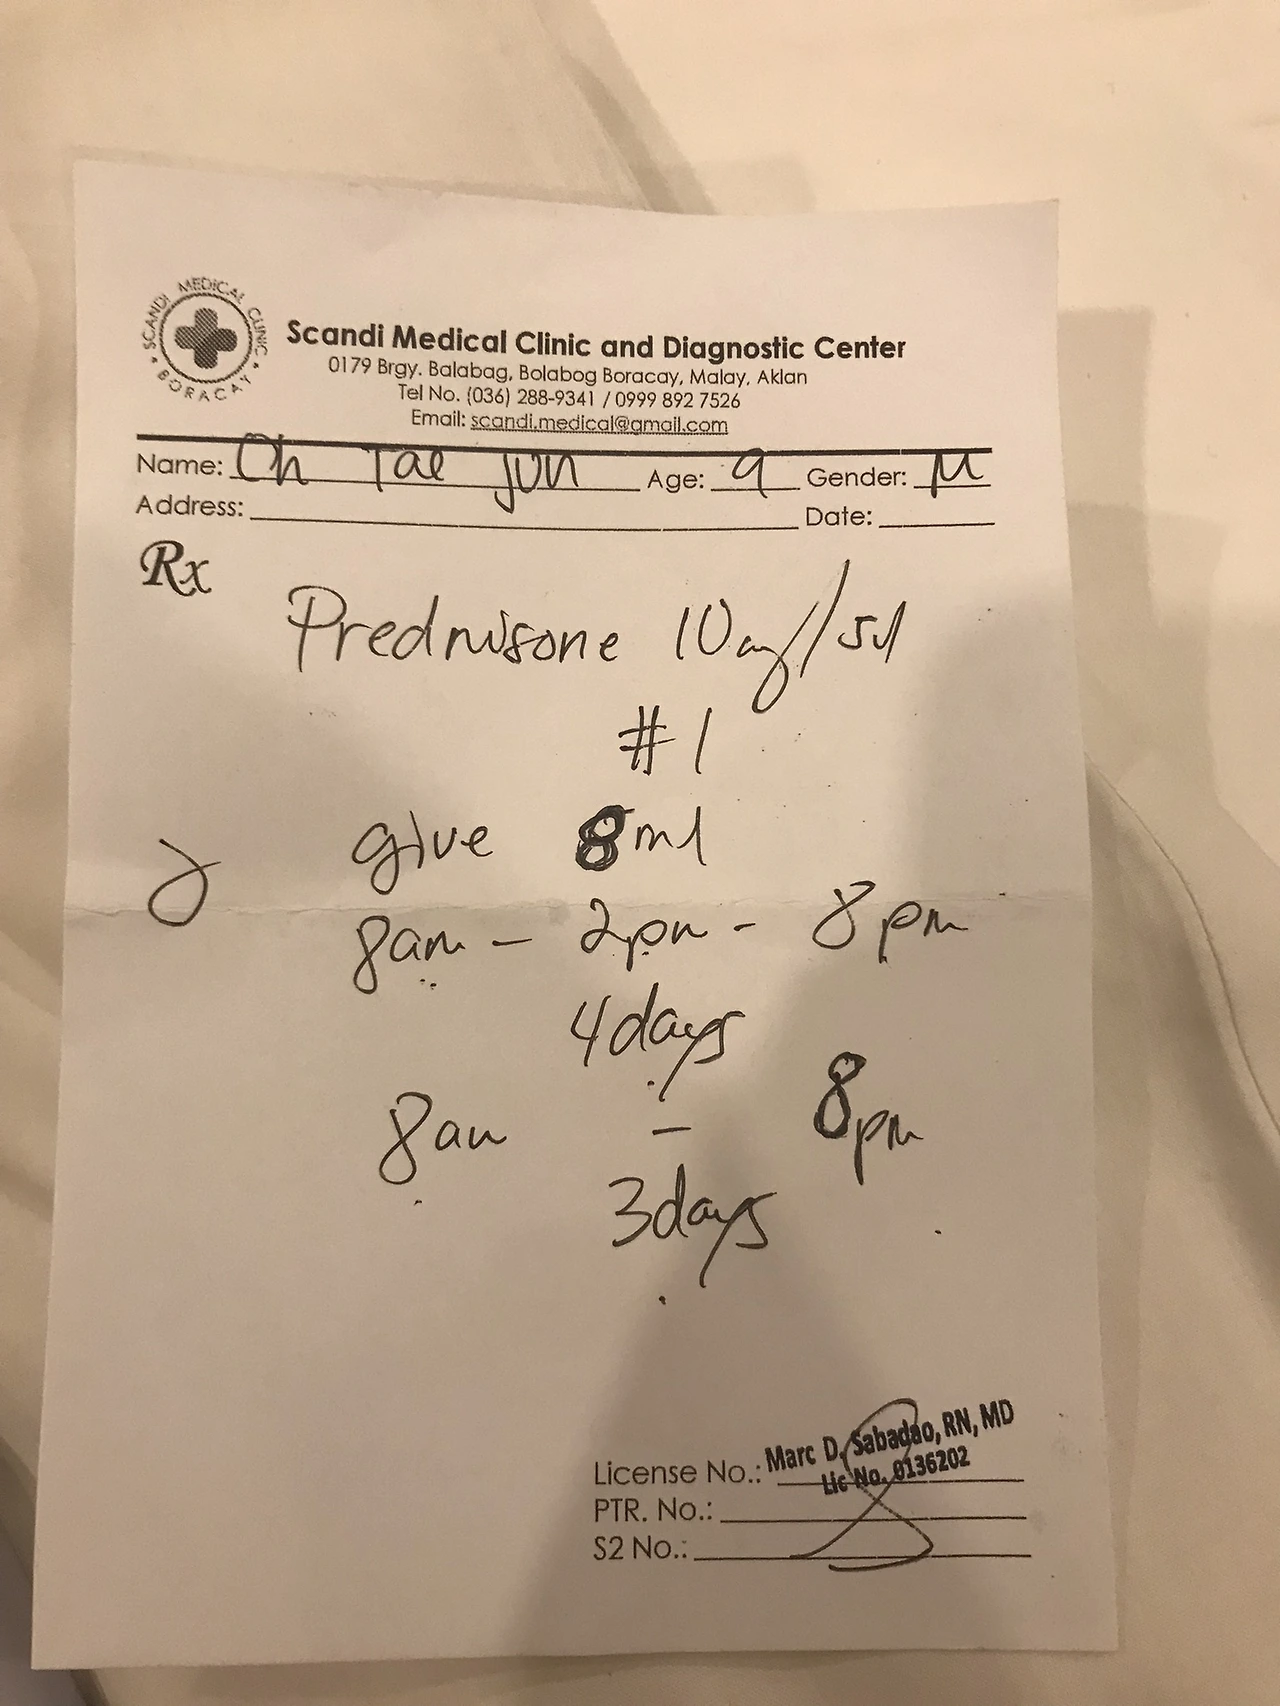 SCANDI MEDICAL CLINIC
• BORACAY •
Scandi Medical Clinic and Diagnostic Center
0179 Brgy. Balabag, Bolabog Boracay, Malay, Aklan
Tel No. (036) 288-9341 / 0999 892 7526
Email: scandi.medical@gmail.com
Name: Oh Tae Jun Age: 9 Gender: M
Address: Date:
Rx
Prednisone 10mg/5ml
#1
give 8ml
8am - 2pm - 8pm
4days
8am - 8pm
3days
Marc D. Sabadao, RN, MD
License No.: Lic No. 0136202
PTR. No.:
S2 No.: